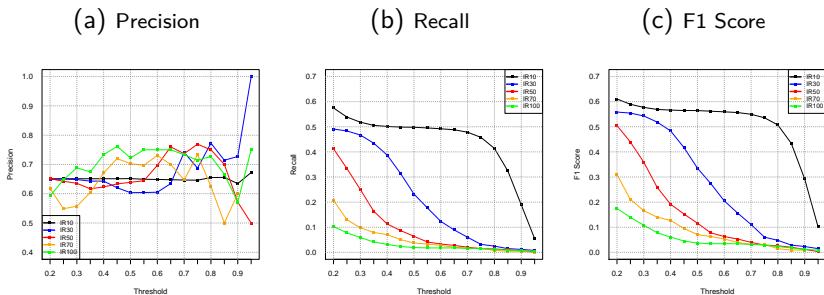 (a) Precision
(b) Recall
(c) F1 Score
1.0
0.9
0.8
0.7
0.6
0.5
0.4
Precision
IR10
IR30
IR50
IR70
IR100
0.2 0.3 0.4 0.5 0.6 0.7 0.8 0.9
Threshold
0.7
0.6
0.5
0.4
0.3
0.2
0.1
0.0
Recall
IR10
IR30
IR50
IR70
IR100
0.2 0.3 0.4 0.5 0.6 0.7 0.8 0.9
Threshold
0.7
0.6
0.5
0.4
0.3
0.2
0.1
0.0
F1 Score
IR10
IR30
IR50
IR70
IR100
0.2 0.3 0.4 0.5 0.6 0.7 0.8 0.9
Threshold